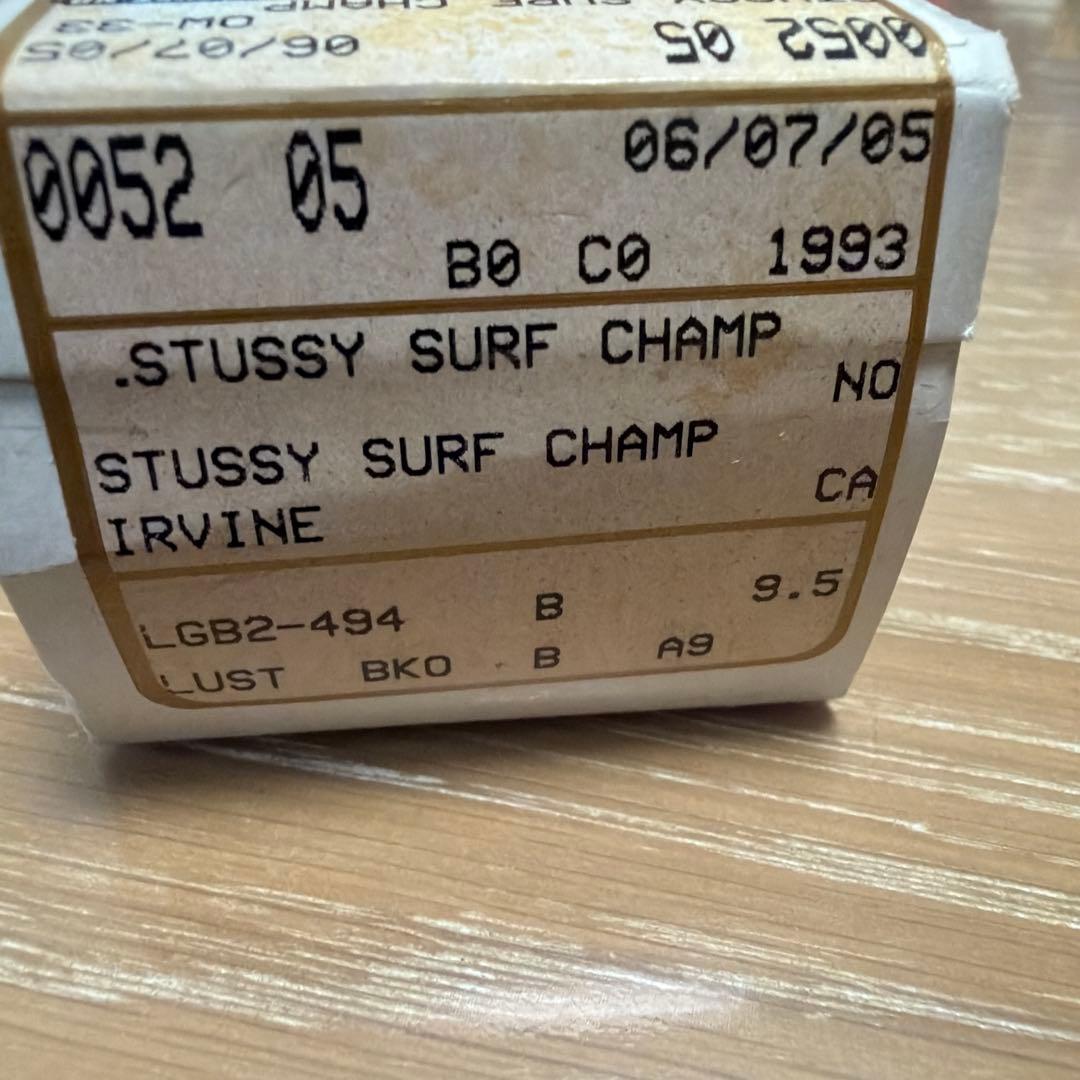 0052 05
06/07/05
0052 05 06/07/05
B0 C0 1993
.STUSSY SURF CHAMP
NO
STUSSY SURF CHAMP
CA
IRVINE
LGB2-494 B 9.5
LUST BKO B A9